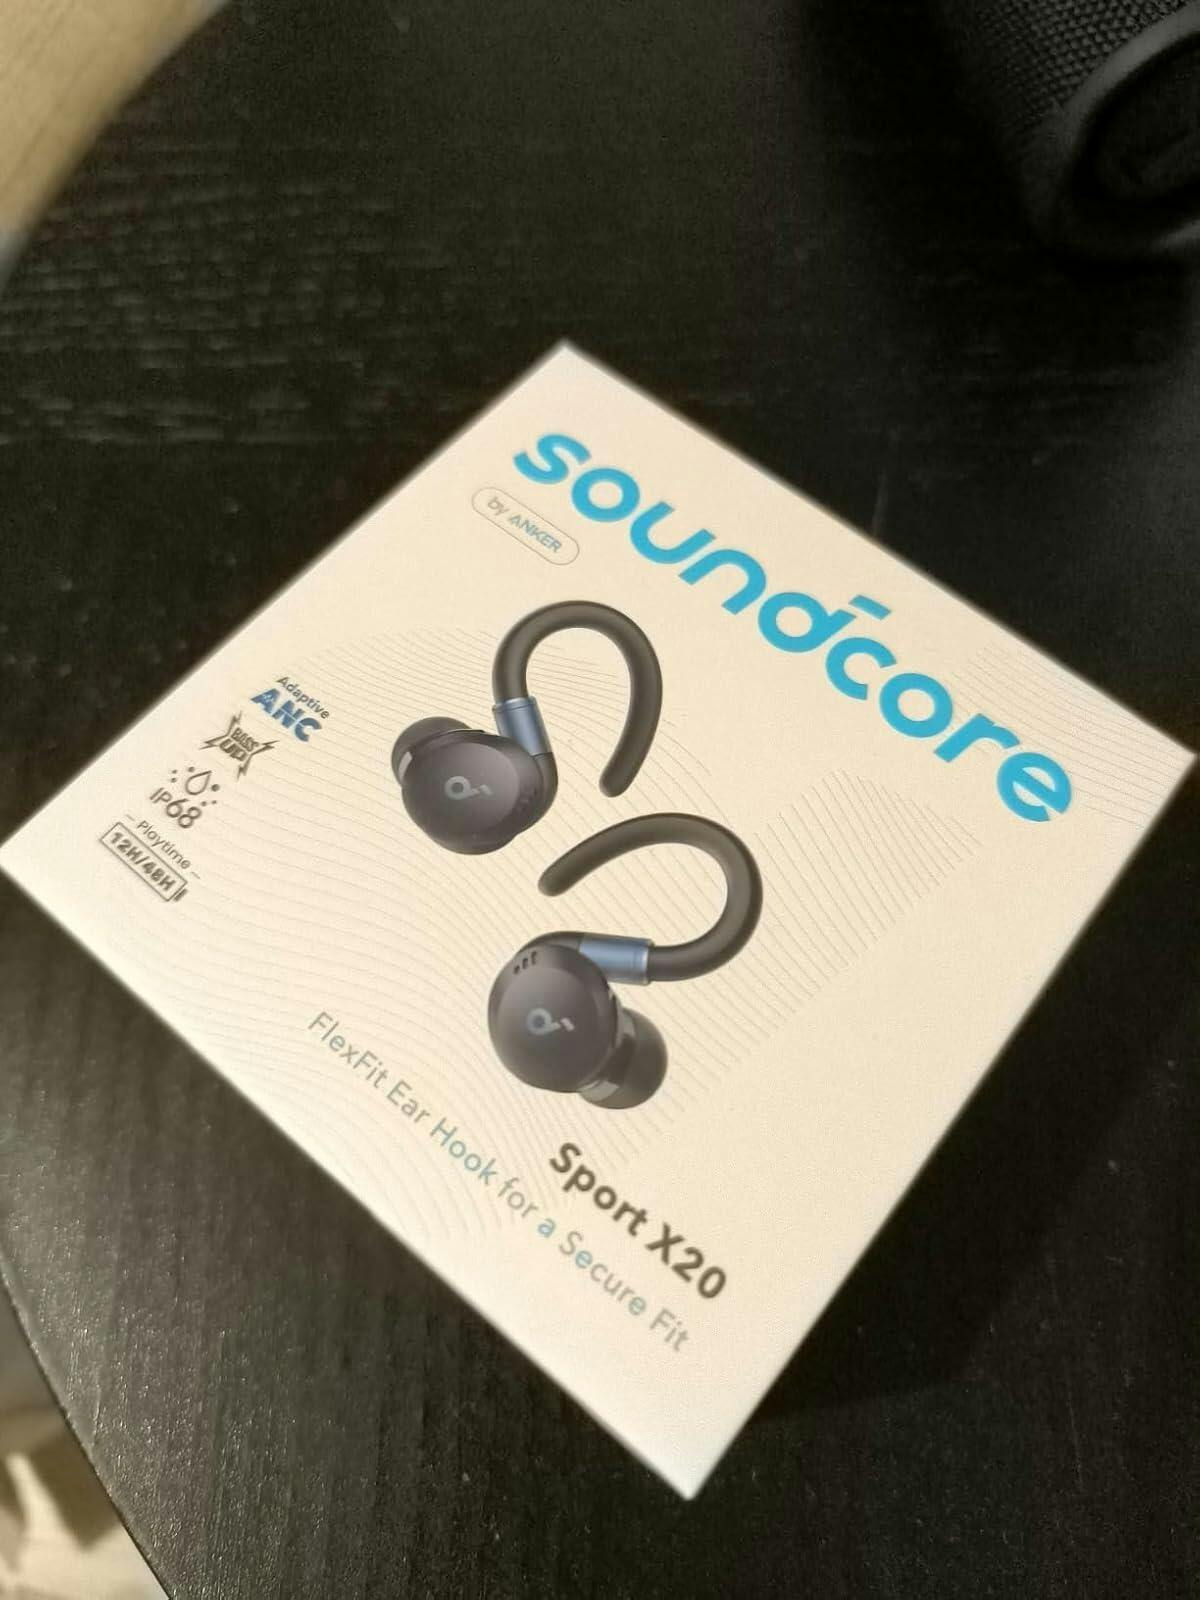 soundcore
by ANKER
Adaptive
ANC
BASS
UP
IP68
Playtime
12H/48H
Sport X20
FlexFit Ear Hook for a Secure Fit